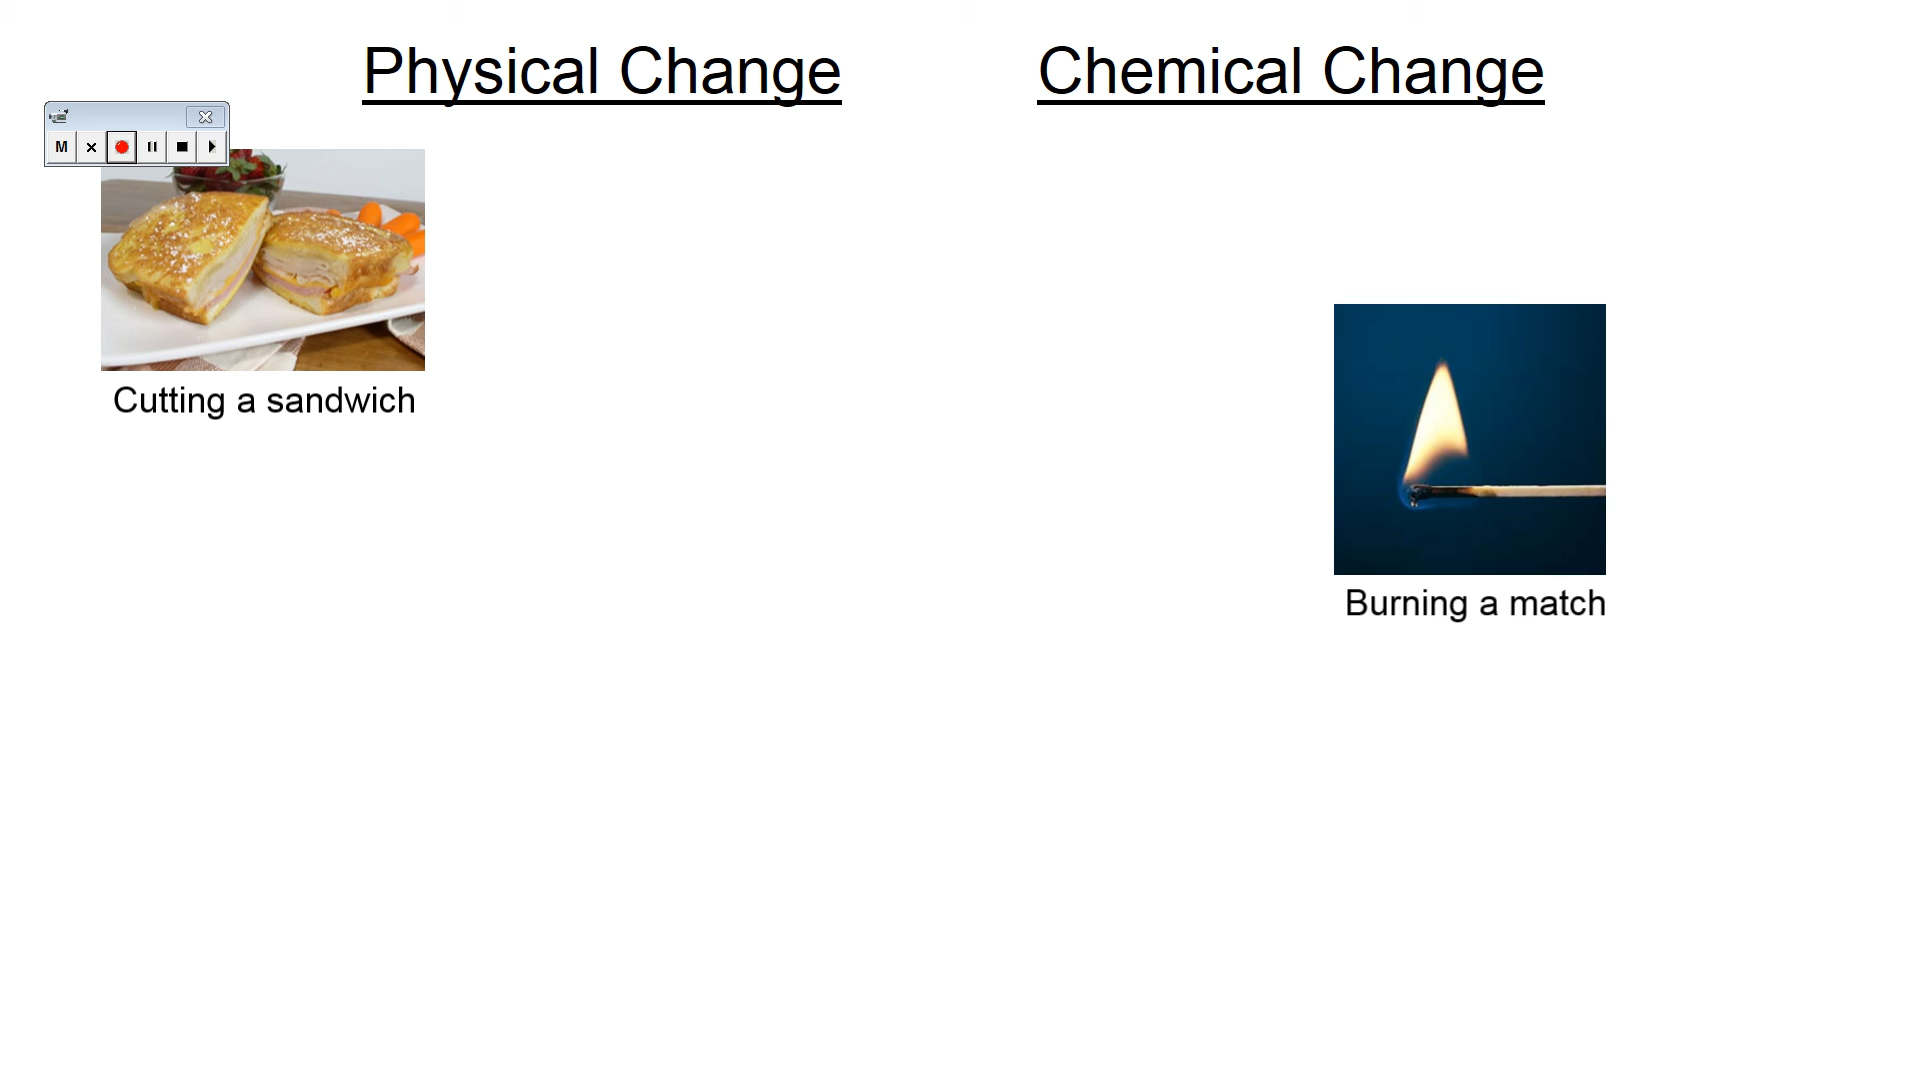 Physical Change
Chemical Change
M
Cutting a sandwich
Burning a match